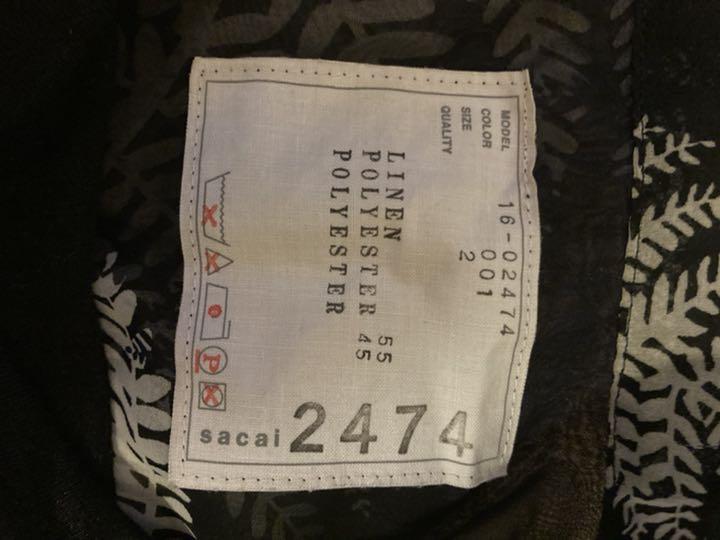 MODEL 16-02474
COLOR 001
SIZE 2
QUALITY
LINEN 55
POLYESTER 45
POLYESTER
P
sacai 2474